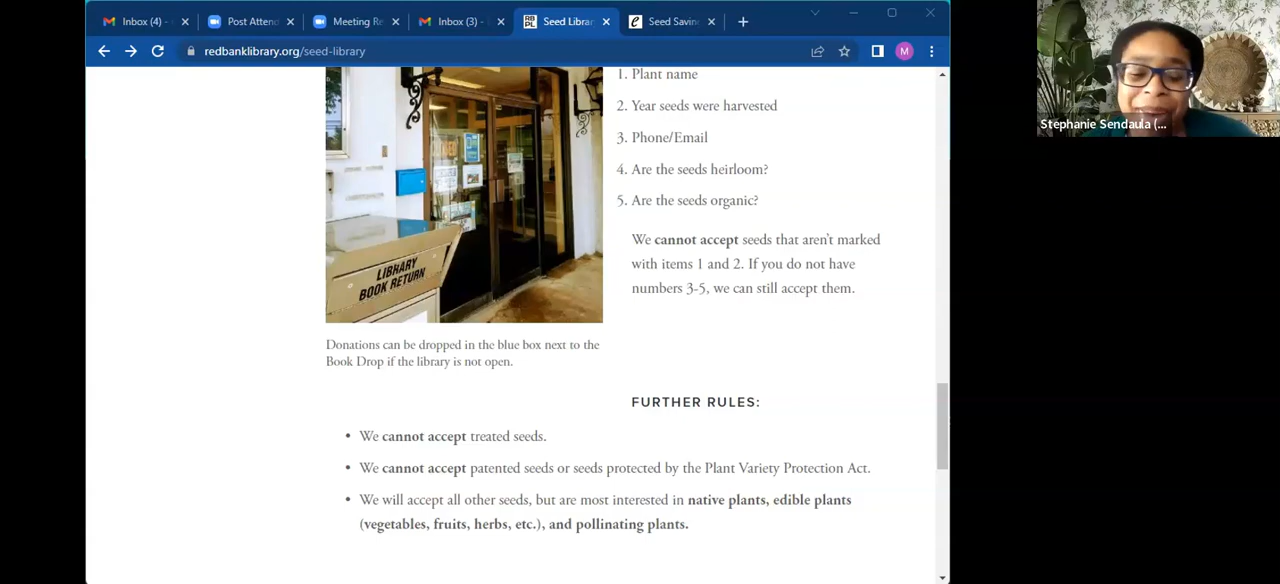 Inbox (4) -
Post Attend
Meeting Re
Inbox (3) -
Seed Librar
Seed Savin
redbanklibrary.org/seed-library
M
Stephanie Sendaula (...
1. Plant name
2. Year seeds were harvested
3. Phone/Email
4. Are the seeds heirloom?
5. Are the seeds organic?
We cannot accept seeds that aren't marked
with items 1 and 2. If you do not have
numbers 3-5, we can still accept them.
LIBRARY
BOOK RETURN
Donations can be dropped in the blue box next to the
Book Drop if the library is not open.
FURTHER RULES:
• We cannot accept treated seeds.
• We cannot accept patented seeds or seeds protected by the Plant Variety Protection Act.
• We will accept all other seeds, but are most interested in native plants, edible plants
(vegetables, fruits, herbs, etc.), and pollinating plants.